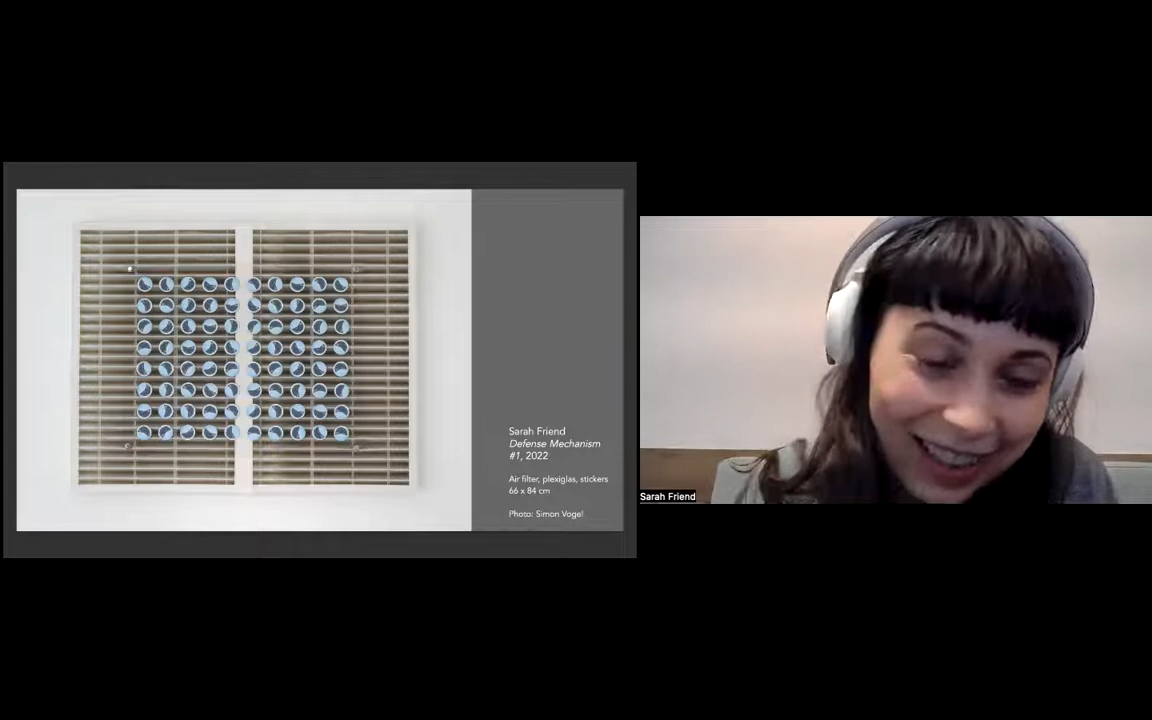 Sarah Friend
Defense Mechanism
#1, 2022
Air filter, plexiglas, stickers
66 x 84 cm
Photo: Simon Vogel
Sarah Friend